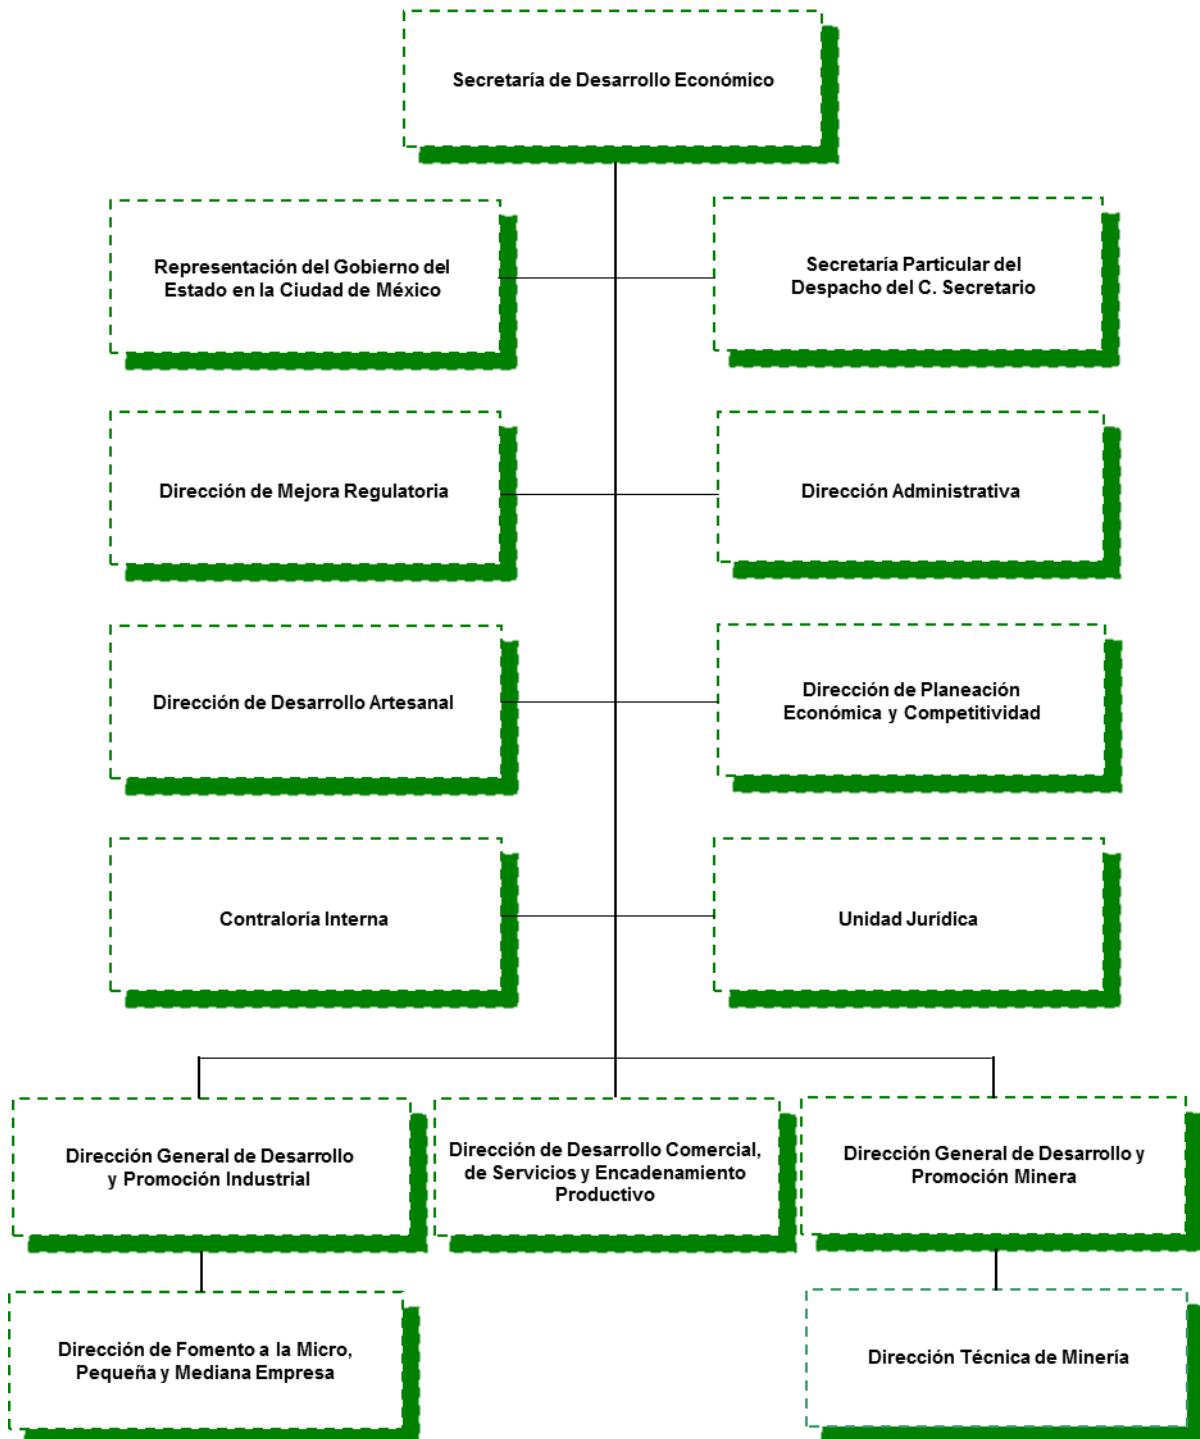 Secretaría de Desarrollo Económico
Representación del Gobierno del
Estado en la Ciudad de México
Secretaría Particular del
Despacho del C. Secretario
Dirección de Mejora Regulatoria
Dirección Administrativa
Dirección de Desarrollo Artesanal
Dirección de Planeación
Económica y Competitividad
Contraloría Interna
Unidad Jurídica
Dirección General de Desarrollo
y Promoción Industrial
Dirección de Desarrollo Comercial,
de Servicios y Encadenamiento
Productivo
Dirección General de Desarrollo y
Promoción Minera
Dirección de Fomento a la Micro,
Pequeña y Mediana Empresa
Dirección Técnica de Minería